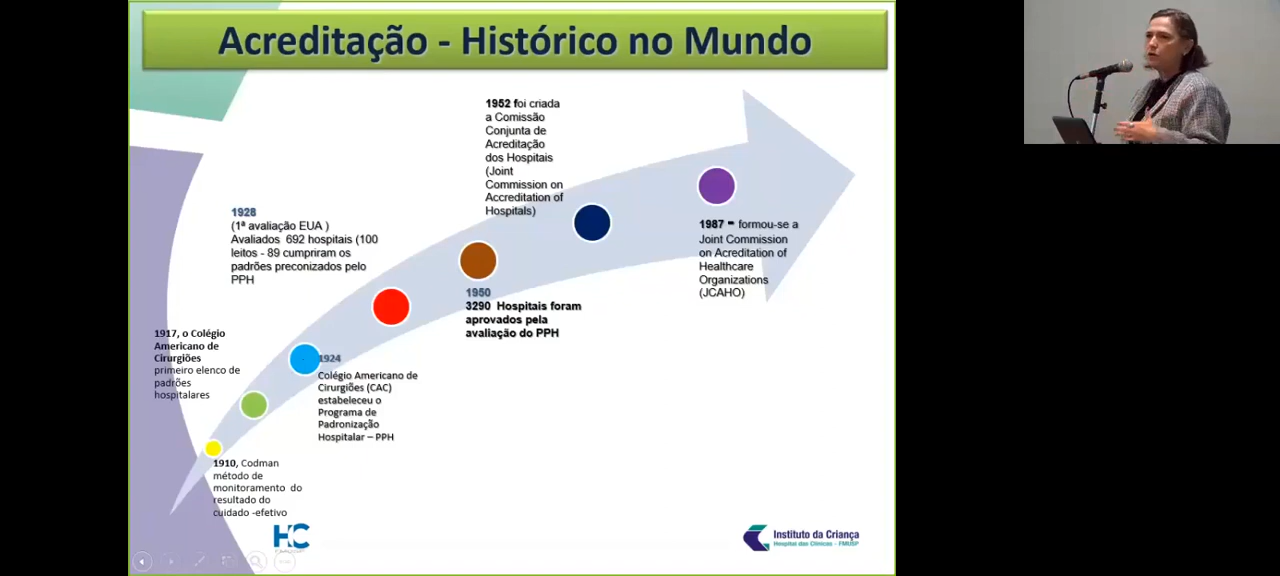 Acreditação - Histórico no Mundo
1952 foi criada
a Comissão
Conjunta de
Acreditação
dos Hospitais
(Joint
Commission on
Accreditation of
Hospitals)
1928
(1ª avaliação EUA )
Avaliados 692 hospitais (100
leitos - 89 cumpriram os
padrões preconizados pelo
PPH
1987 - formou-se a
Joint Commission
on Acreditation of
Healthcare
Organizations
(JCAHO)
1950
3290 Hospitais foram
aprovados pela
avaliação do PPH
1917, o Colégio
Americano de
Cirurgiões
primeiro elenco de
padrões
hospitalares
1924
Colégio Americano de
Cirurgiões (CAC)
estabeleceu o
Programa de
Padronização
Hospitalar – PPH
1910, Codman
método de
monitoramento do
resultado do
cuidado -efetivo
HC
FMUSP
Instituto da Criança
Hospital das Clínicas - FMUSP